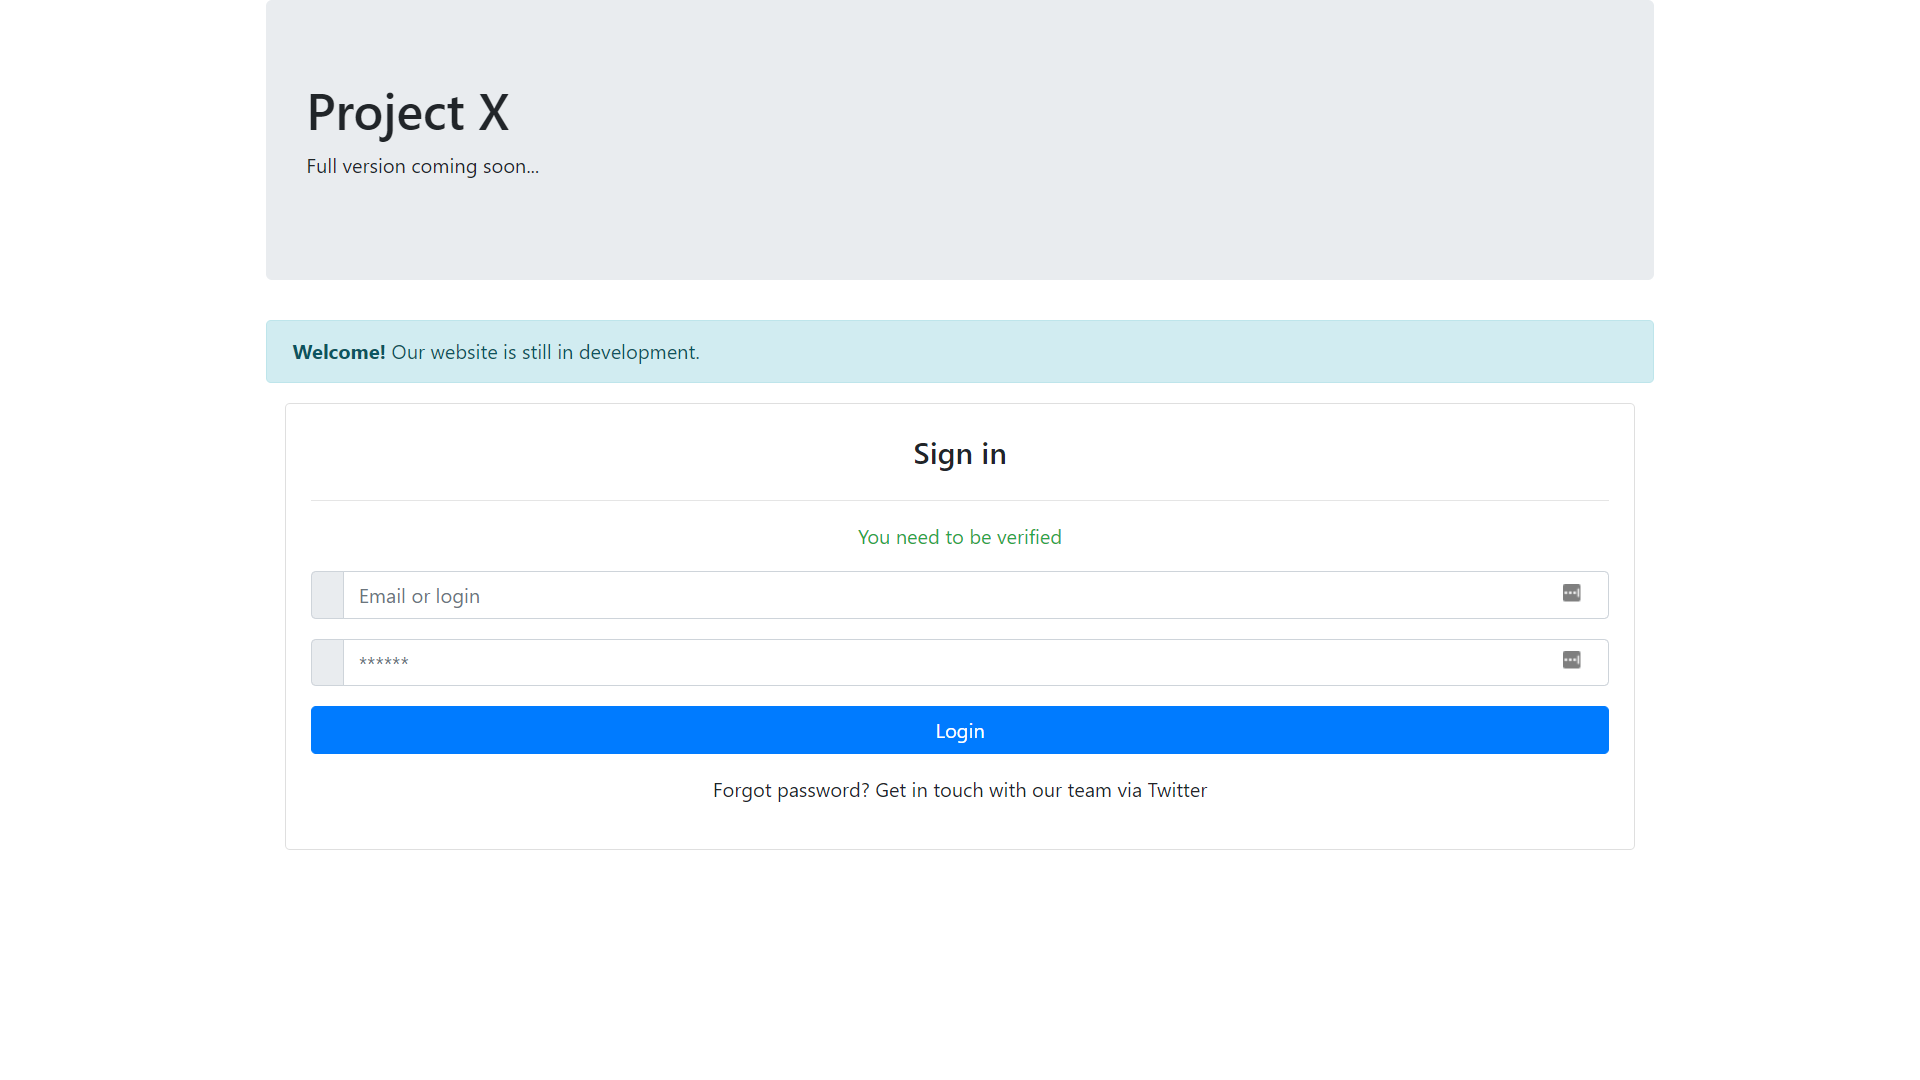 Project X
Full version coming soon...
Welcome! Our website is still in development.
Sign in
You need to be verified
Email or login
******
Login
Forgot password? Get in touch with our team via Twitter